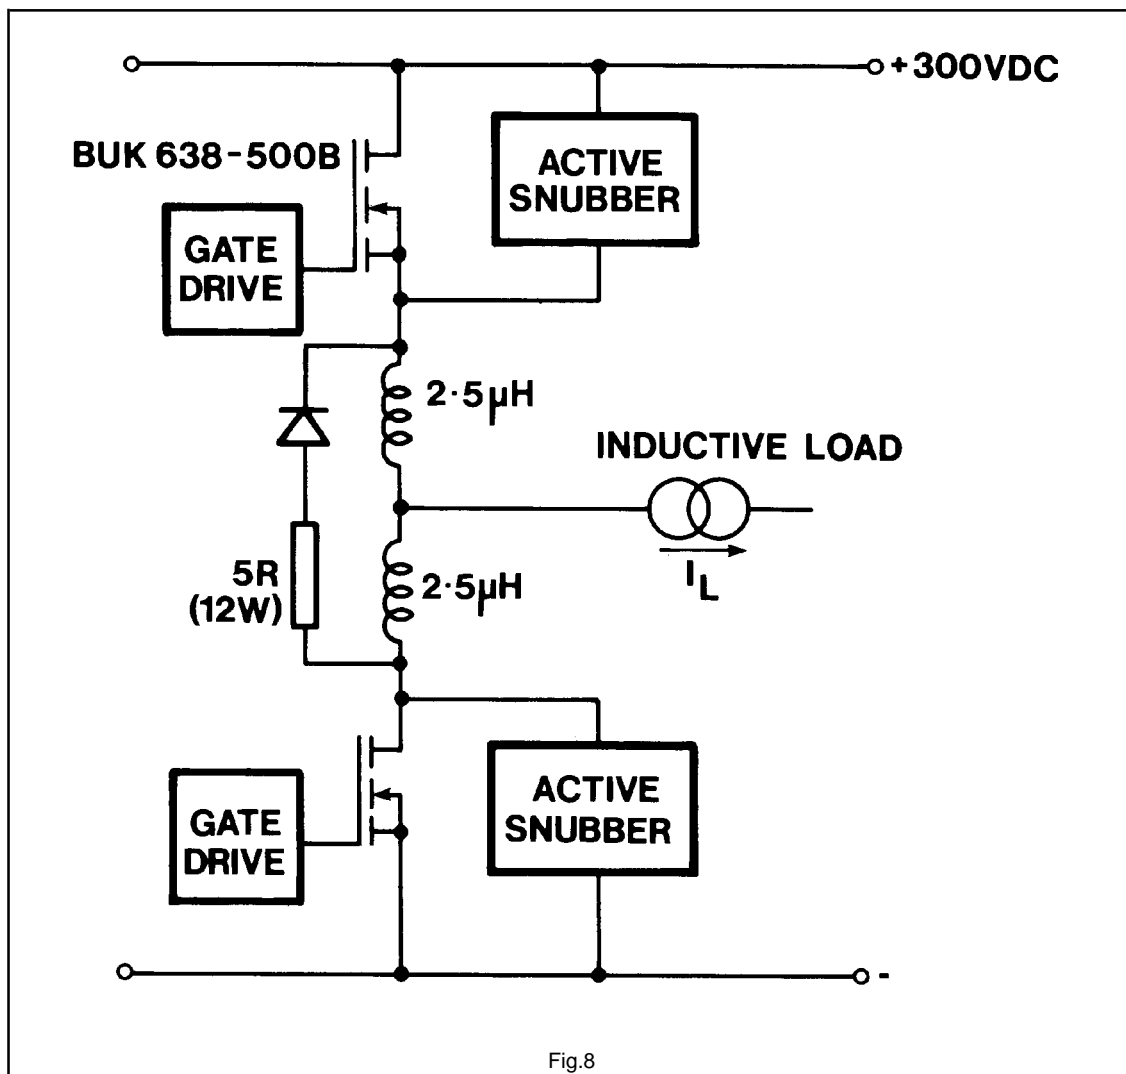 +300VDC
BUK 638-500B
ACTIVE
SNUBBER
GATE
DRIVE
2·5µH
INDUCTIVE LOAD
I_L
5R
(12W)
2·5µH
GATE
DRIVE
ACTIVE
SNUBBER
-
Fig.8